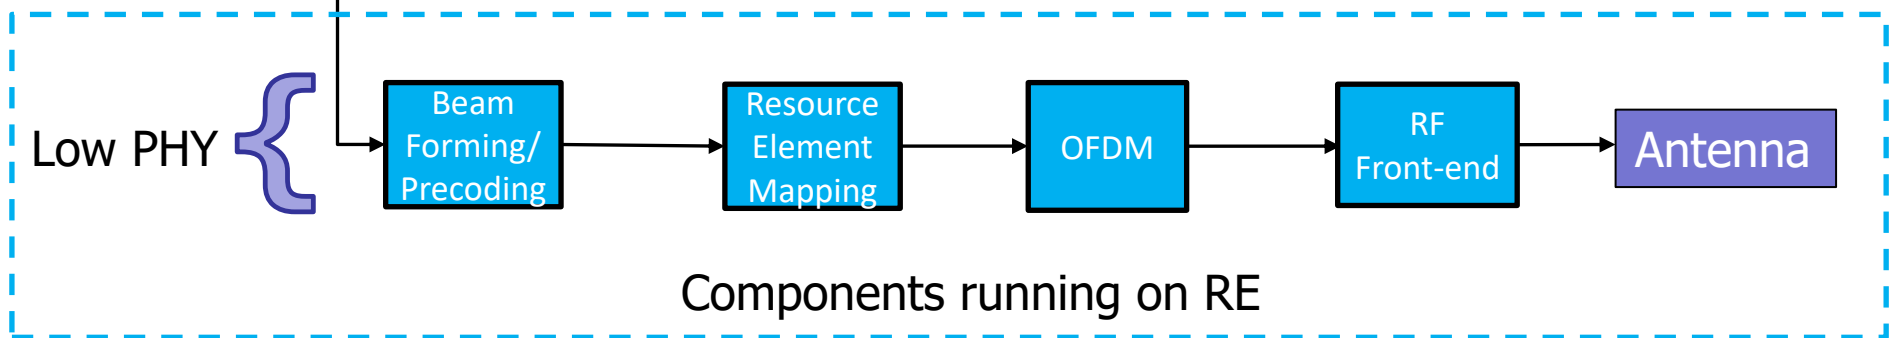 Low PHY
Beam
Forming/
Precoding
Resource
Element
Mapping
OFDM
RF
Front-end
Antenna
Components running on RE